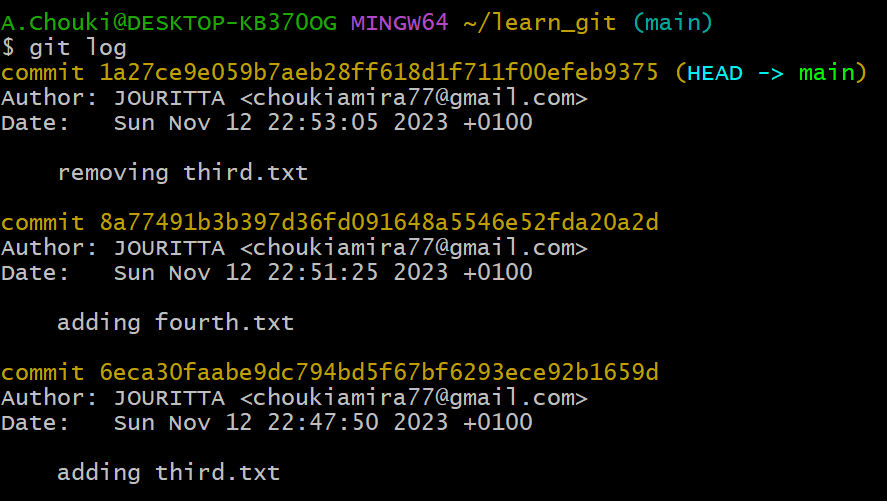 A.Chouki@DESKTOP-KB37OOG MINGW64 ~/learn_git (main)
$ git log
commit 1a27ce9e059b7aeb28ff618d1f711f00efeb9375 (HEAD -> main)
Author: JOURITTA <choukiamira77@gmail.com>
Date:   Sun Nov 12 22:53:05 2023 +0100
    removing third.txt
commit 8a77491b3b397d36fd091648a5546e52fda20a2d
Author: JOURITTA <choukiamira77@gmail.com>
Date:   Sun Nov 12 22:51:25 2023 +0100
    adding fourth.txt
commit 6eca30faabe9dc794bd5f67bf6293ece92b1659d
Author: JOURITTA <choukiamira77@gmail.com>
Date:   Sun Nov 12 22:47:50 2023 +0100
    adding third.txt